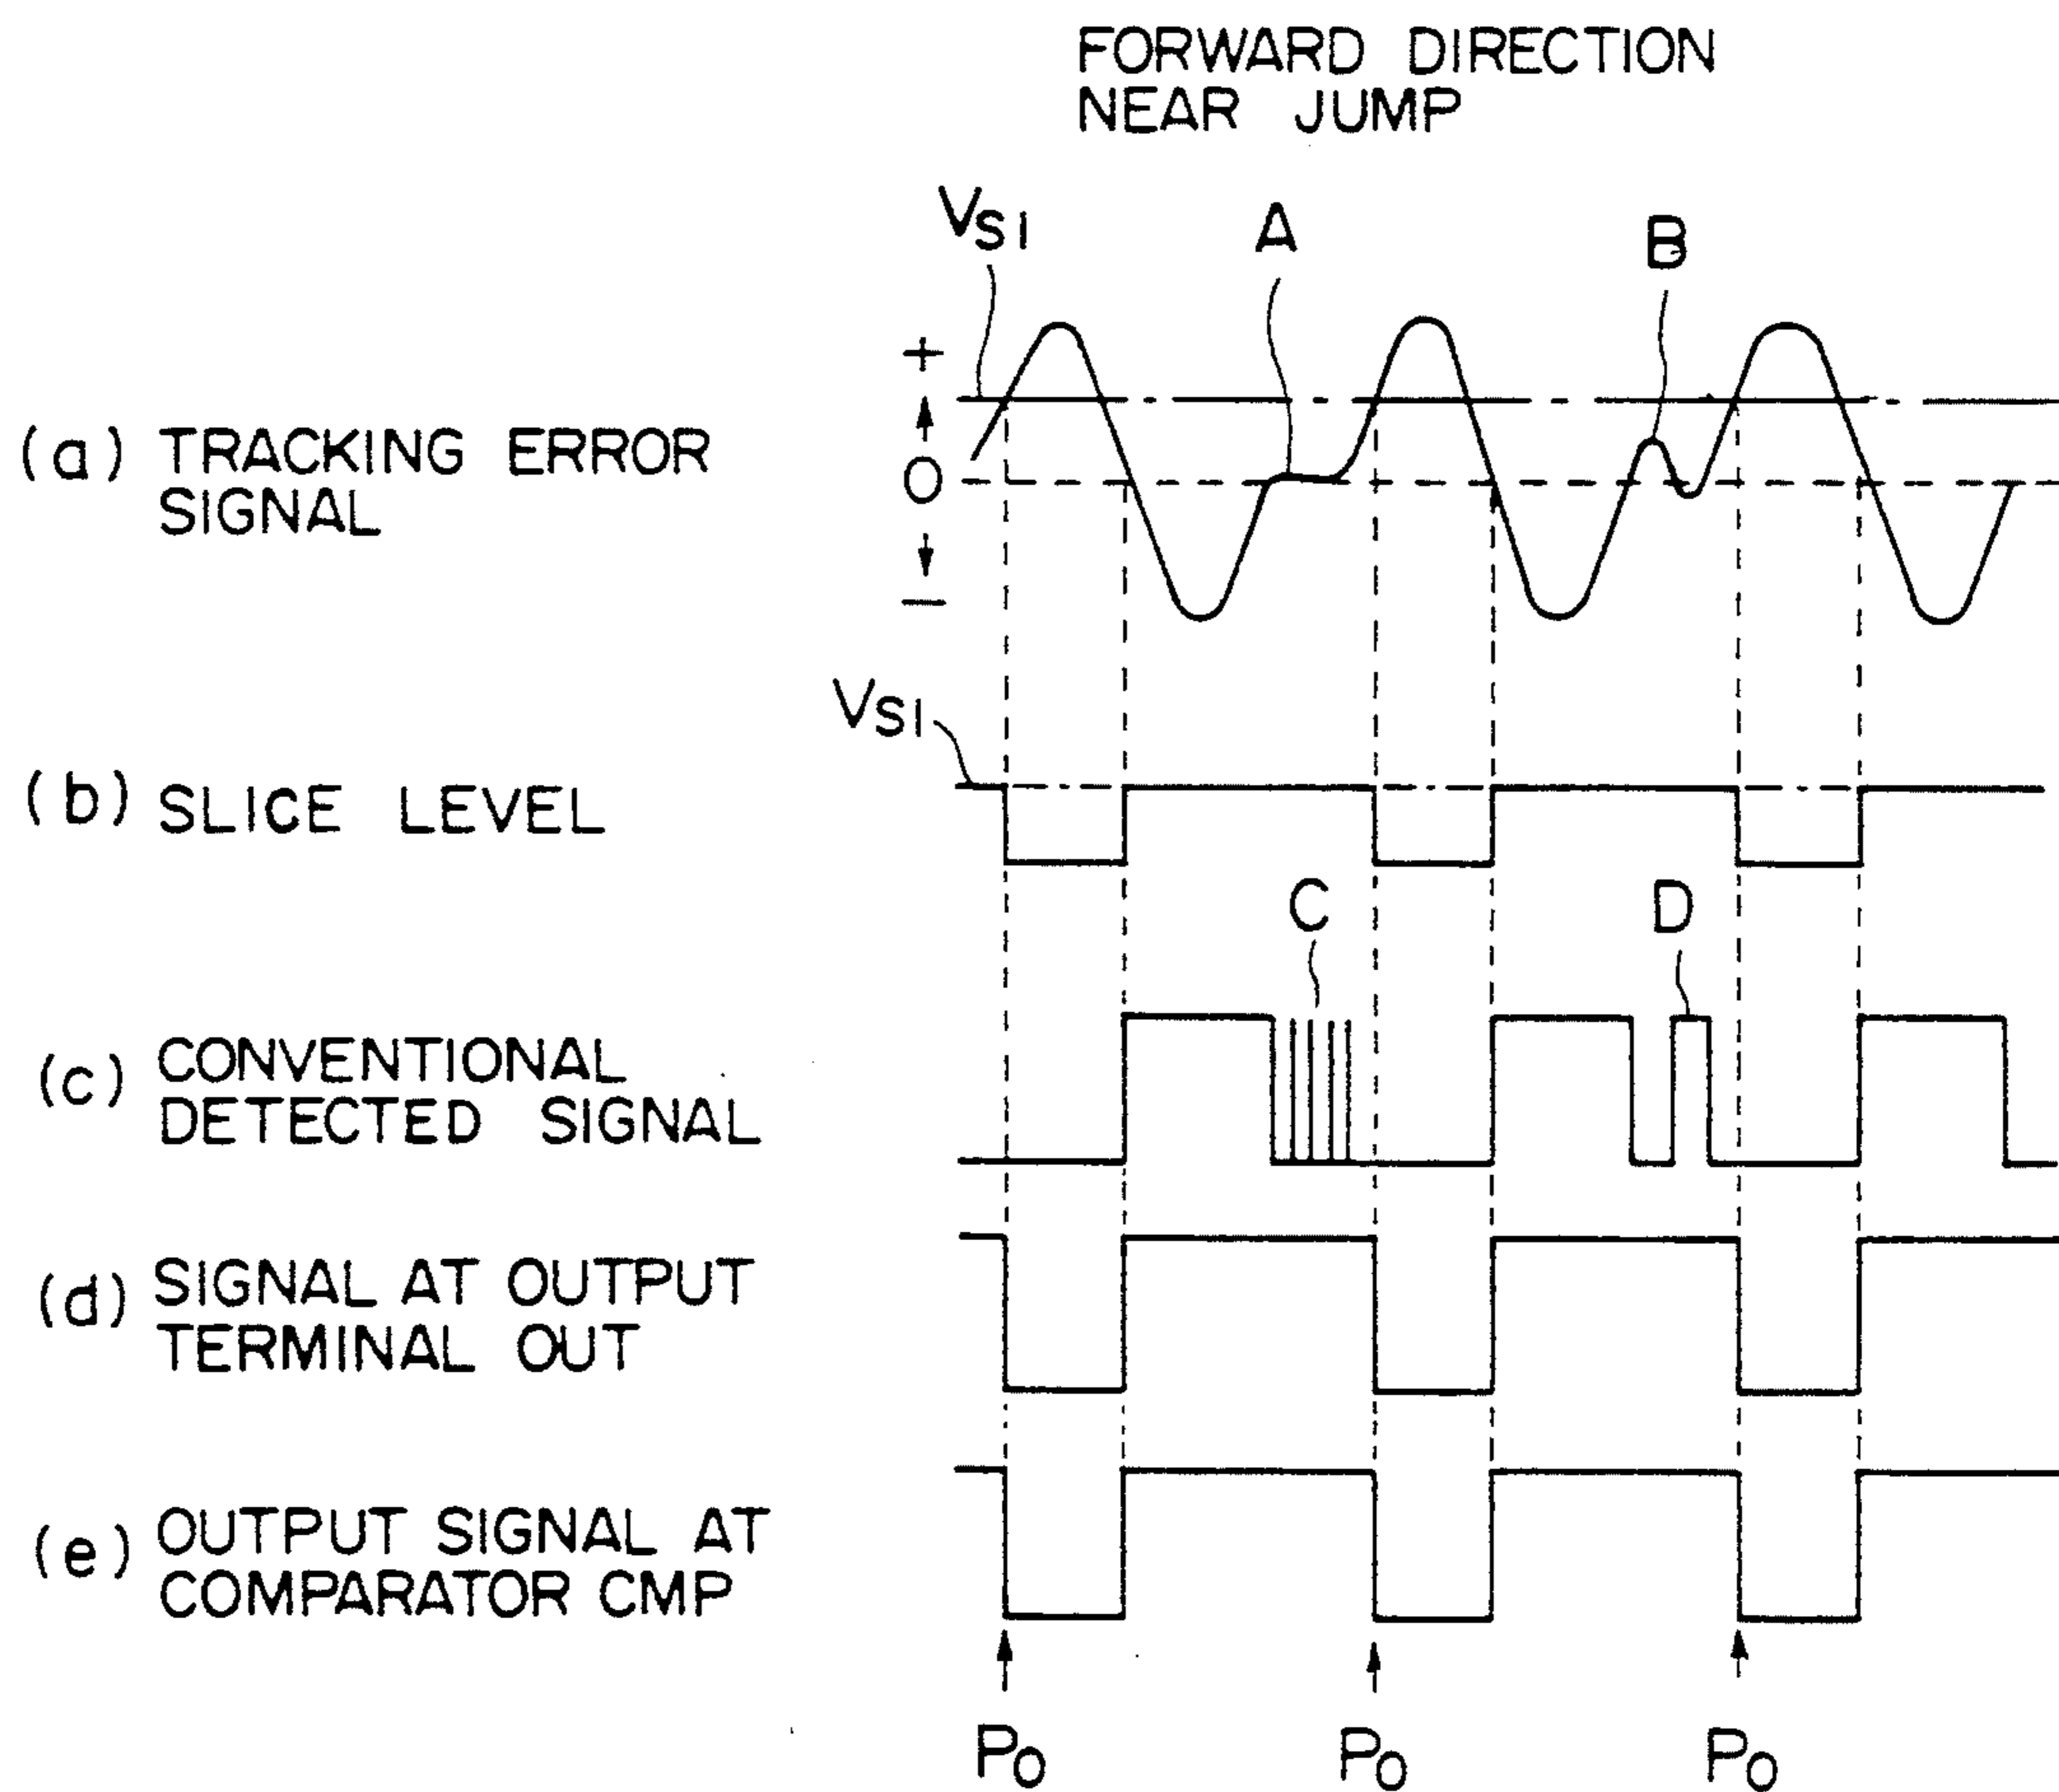 FORWARD DIRECTION
NEAR JUMP
VS1
A
B
+
(a) TRACKING ERROR
SIGNAL
0
−
VS1
(b) SLICE LEVEL
C
D
(c) CONVENTIONAL
DETECTED SIGNAL
(d) SIGNAL AT OUTPUT
TERMINAL OUT
(e) OUTPUT SIGNAL AT
COMPARATOR CMP
P0 P0 P0